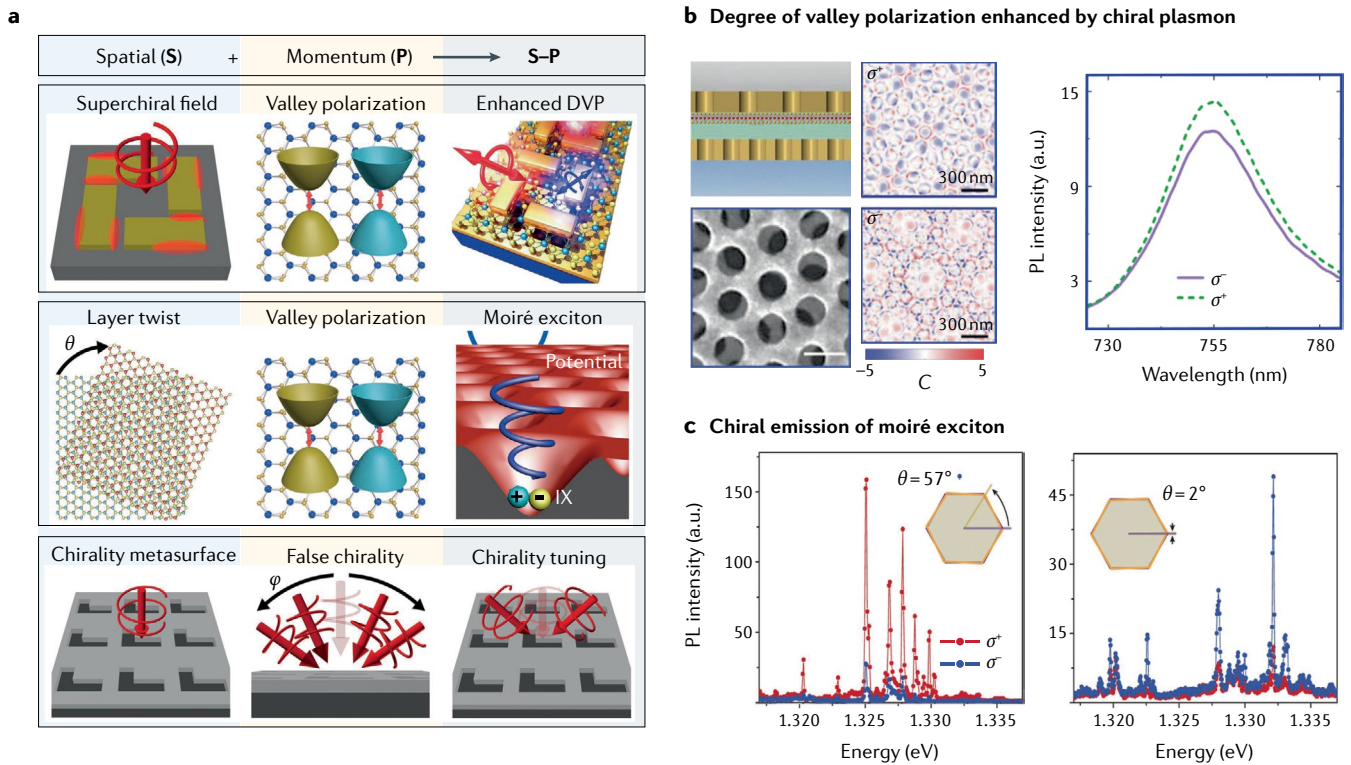 a
Spatial (S) + Momentum (P) S–P
Superchiral field Valley polarization Enhanced DVP
Layer twist Valley polarization Moiré exciton
θ
Potential
+ − IX
Chirality metasurface False chirality Chirality tuning
φ
b Degree of valley polarization enhanced by chiral plasmon
σ+
300 nm
σ−
300 nm
−5 5
C
15
9
3
PL intensity (a.u.)
σ−
σ+
730 755 780
Wavelength (nm)
c Chiral emission of moiré exciton
150
125
100
75
50
25
PL intensity (a.u.)
θ = 57°
σ+
σ−
1.320 1.325 1.330 1.335
Energy (eV)
45
30
15
θ = 2°
1.320 1.325 1.330 1.335
Energy (eV)